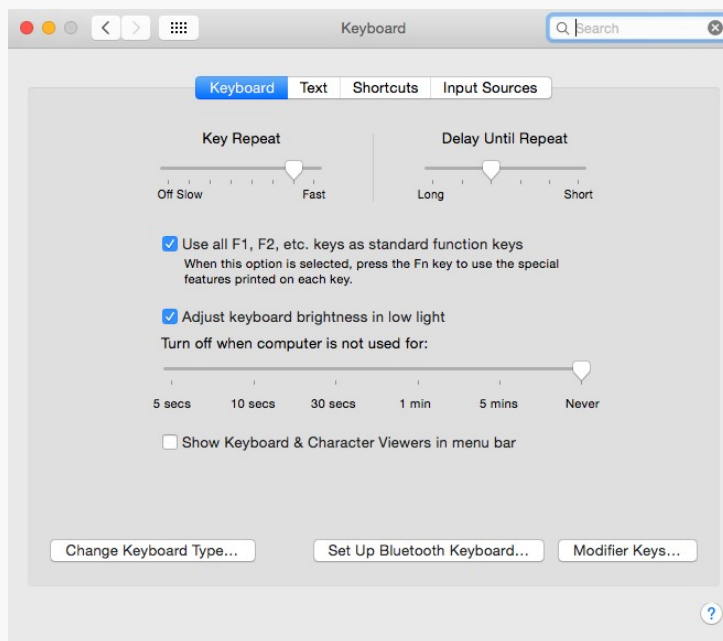 Keyboard
Search
Keyboard Text Shortcuts Input Sources
Key Repeat
Delay Until Repeat
Off Slow Fast
Long Short
Use all F1, F2, etc. keys as standard function keys
When this option is selected, press the Fn key to use the special
features printed on each key.
Adjust keyboard brightness in low light
Turn off when computer is not used for:
5 secs 10 secs 30 secs 1 min 5 mins Never
Show Keyboard & Character Viewers in menu bar
Change Keyboard Type... Set Up Bluetooth Keyboard... Modifier Keys...
?